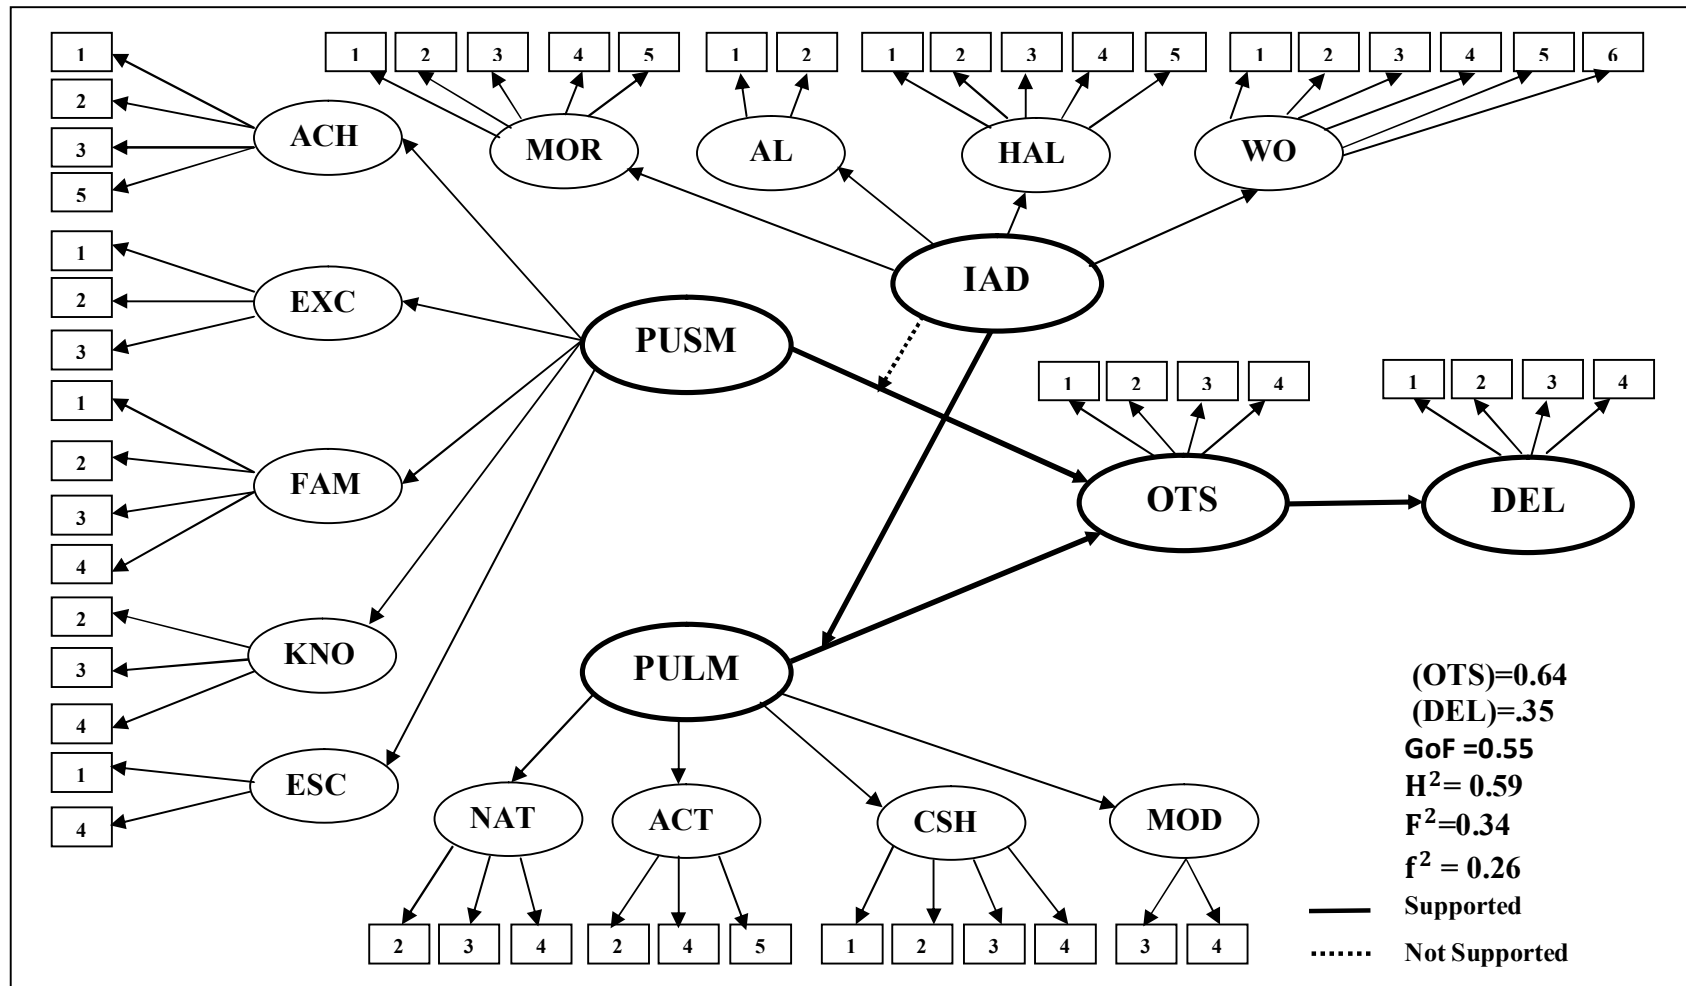 1 1 2 3 4 5 1 2 1 2 3 4 5 1 2 3 4 5 6
2
ACH MOR AL HAL WO
3
5
1
EXC IAD
2
PUSM
3
1 2 3 4 1 2 3 4
1
2
FAM OTS DEL
3
4
2
KNO
3
PULM
(OTS)=0.64
4
(DEL)=.35
GoF =0.55
1
ESC
H²= 0.59
NAT ACT CSH MOD
F²=0.34
4
f² = 0.26
Supported
2 3 4 2 4 5 1 2 3 4 3 4
Not Supported